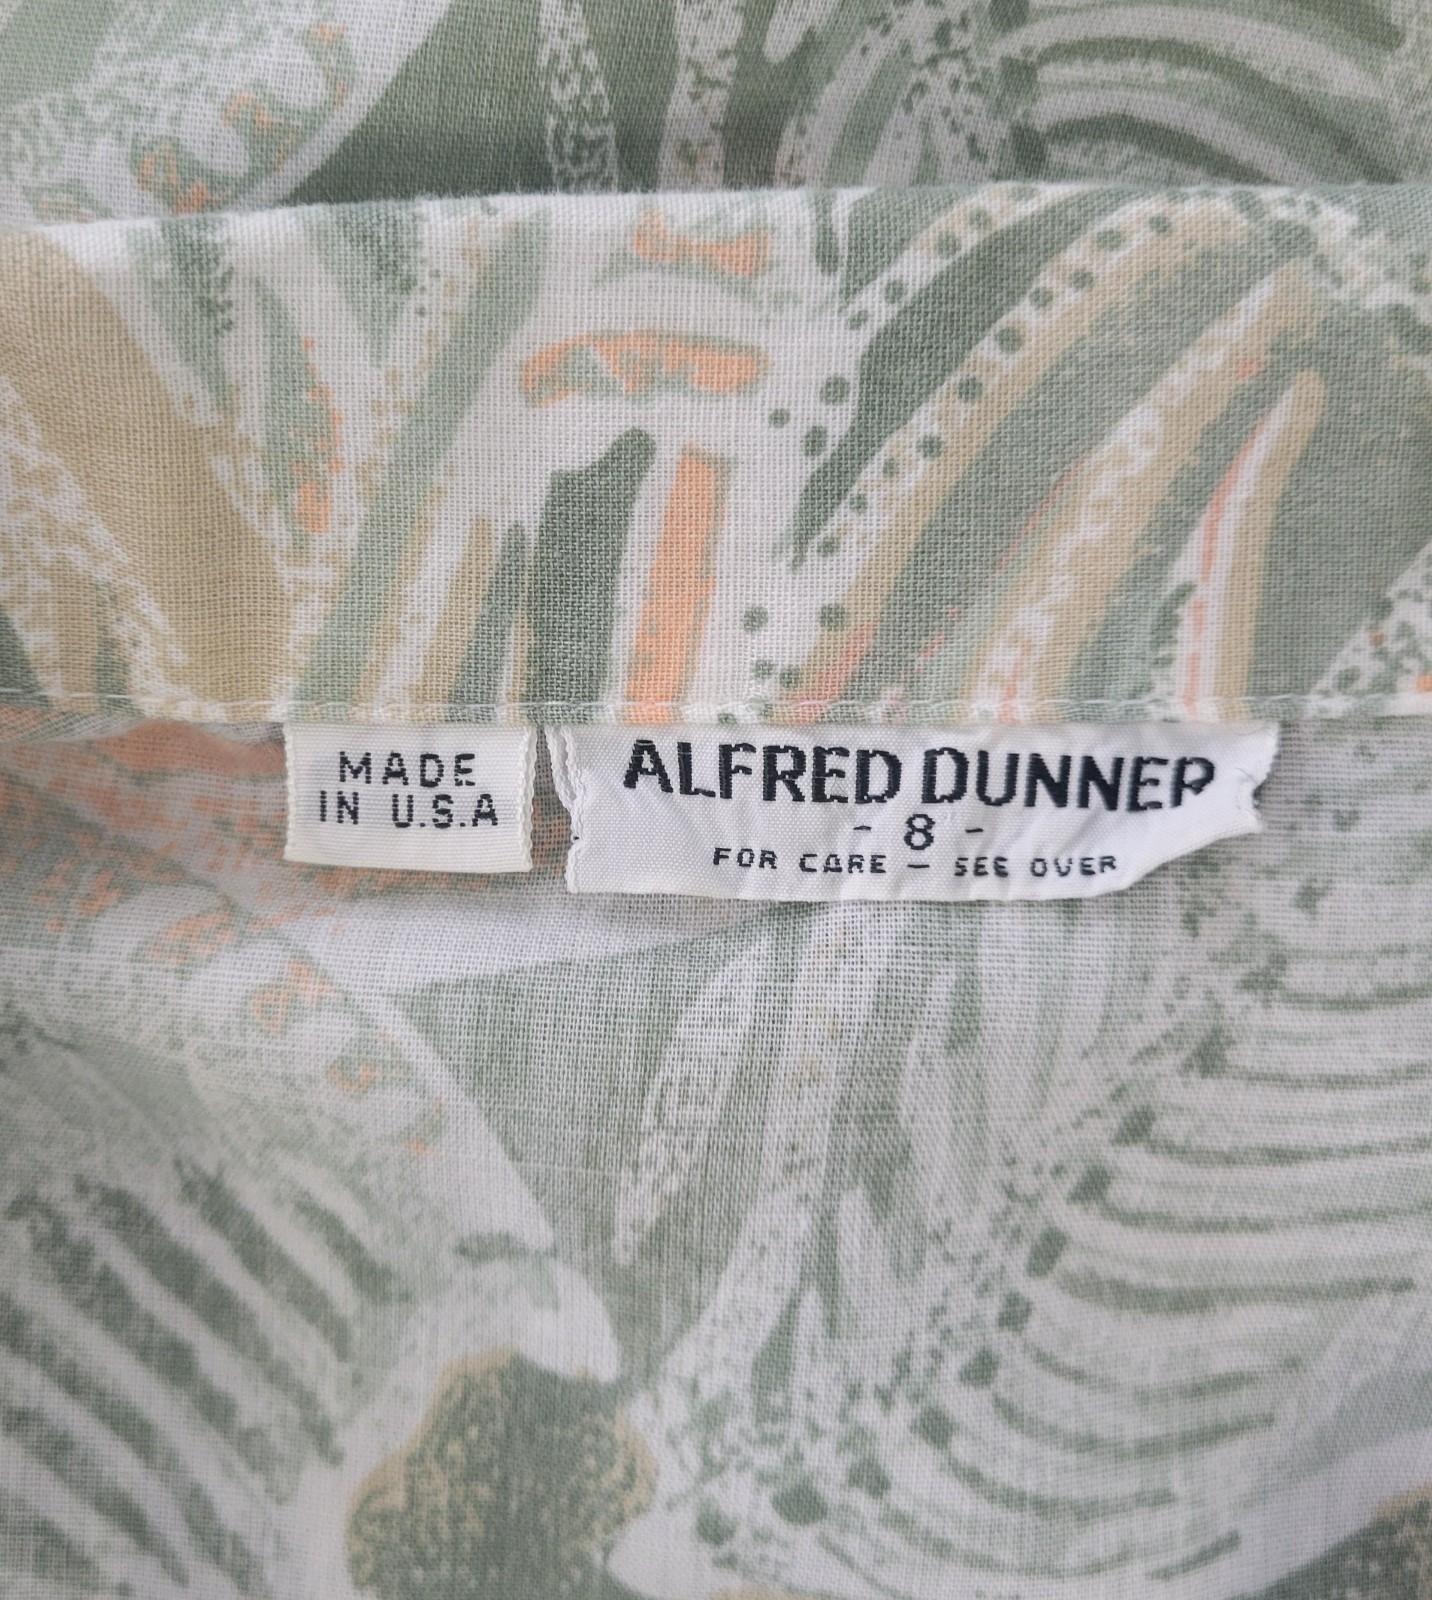 MADE
IN U.S.A
ALFRED DUNNER
- 8 -
FOR CARE – SEE OVER